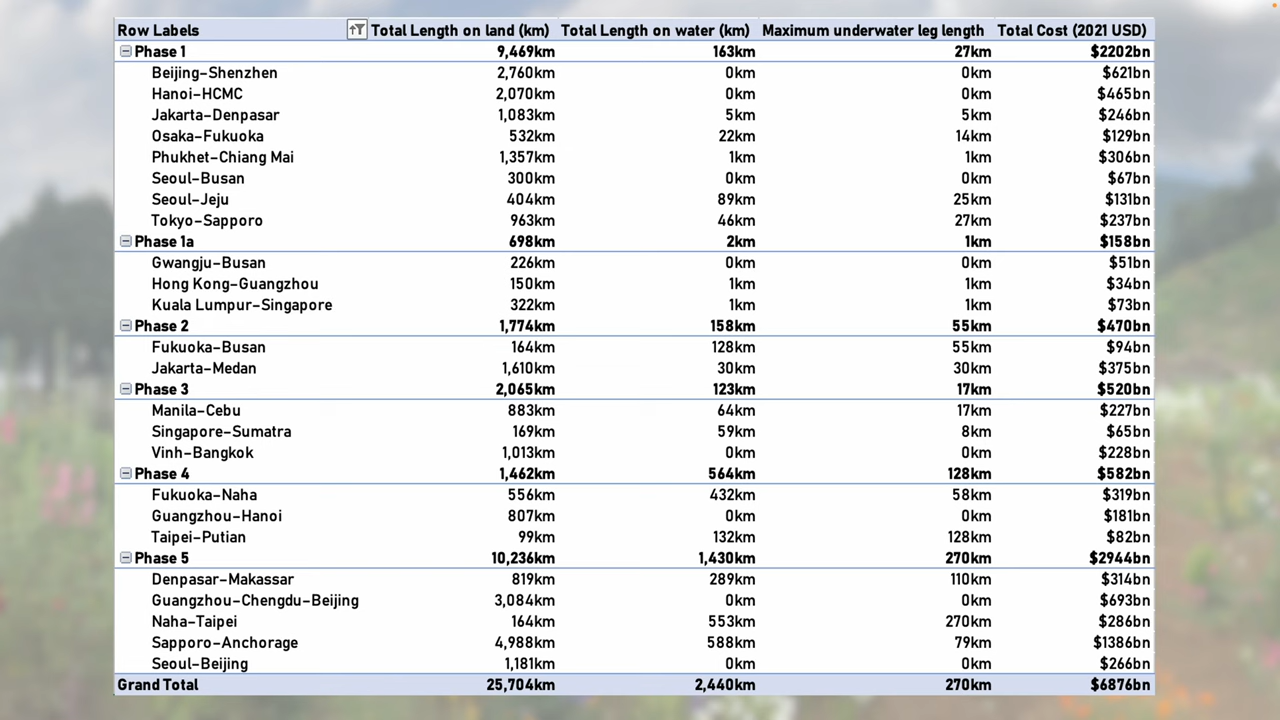 Row Labels Total Length on land (km) Total Length on water (km) Maximum underwater leg length Total Cost (2021 USD)
Phase 1 9,469km 163km 27km $2202bn
Beijing–Shenzhen 2,760km 0km 0km $621bn
Hanoi–HCMC 2,070km 0km 0km $465bn
Jakarta–Denpasar 1,083km 5km 5km $246bn
Osaka–Fukuoka 532km 22km 14km $129bn
Phukhet–Chiang Mai 1,357km 1km 1km $306bn
Seoul–Busan 300km 0km 0km $67bn
Seoul–Jeju 404km 89km 25km $131bn
Tokyo–Sapporo 963km 46km 27km $237bn
Phase 1a 698km 2km 1km $158bn
Gwangju–Busan 226km 0km 0km $51bn
Hong Kong–Guangzhou 150km 1km 1km $34bn
Kuala Lumpur–Singapore 322km 1km 1km $73bn
Phase 2 1,774km 158km 55km $470bn
Fukuoka–Busan 164km 128km 55km $94bn
Jakarta–Medan 1,610km 30km 30km $375bn
Phase 3 2,065km 123km 17km $520bn
Manila–Cebu 883km 64km 17km $227bn
Singapore–Sumatra 169km 59km 8km $65bn
Vinh–Bangkok 1,013km 0km 0km $228bn
Phase 4 1,462km 564km 128km $582bn
Fukuoka–Naha 556km 432km 58km $319bn
Guangzhou–Hanoi 807km 0km 0km $181bn
Taipei–Putian 99km 132km 128km $82bn
Phase 5 10,236km 1,430km 270km $2944bn
Denpasar–Makassar 819km 289km 110km $314bn
Guangzhou–Chengdu–Beijing 3,084km 0km 0km $693bn
Naha–Taipei 164km 553km 270km $286bn
Sapporo–Anchorage 4,988km 588km 79km $1386bn
Seoul–Beijing 1,181km 0km 0km $266bn
Grand Total 25,704km 2,440km 270km $6876bn